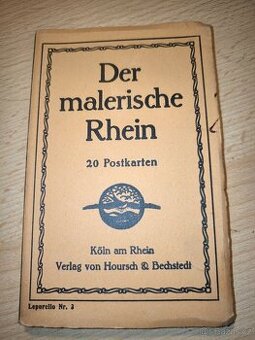 Der
malerische
Rhein
20 Postkarten
Köln am Rhein
Verlag von Hoursch & Bechstedt
Leporello Nr. 3